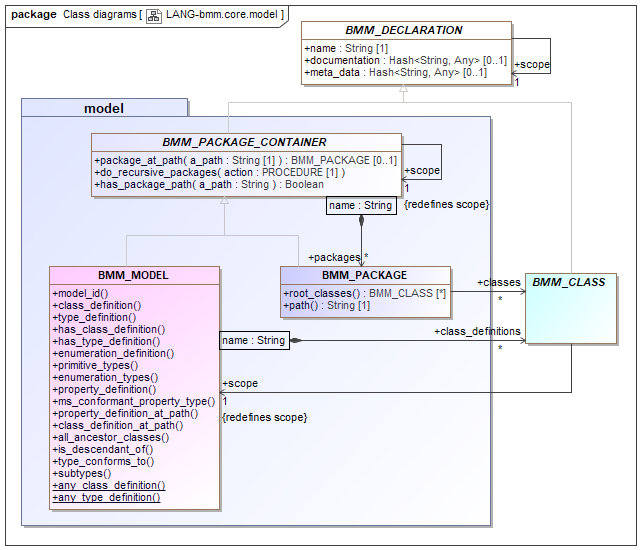 package Class diagrams [ LANG-bmm.core.model ]
BMM_DECLARATION
+name : String [1]
+documentation : Hash<String, Any> [0..1]
+meta_data : Hash<String, Any> [0..1]
+scope
1
model
BMM_PACKAGE_CONTAINER
+package_at_path( a_path : String [1] ) : BMM_PACKAGE [0..1]
+do_recursive_packages( action : PROCEDURE [1] )
+has_package_path( a_path : String ) : Boolean
+scope
1
{redefines scope}
name : String
+packages *
BMM_MODEL
+model_id()
+class_definition()
+type_definition()
+has_class_definition()
+has_type_definition()
+enumeration_definition()
+primitive_types()
+enumeration_types()
+property_definition()
+ms_conformant_property_type()
+property_definition_at_path()
+class_definition_at_path()
+all_ancestor_classes()
+is_descendant_of()
+type_conforms_to()
+subtypes()
+any_class_definition()
+any_type_definition()
BMM_PACKAGE
+root_classes() : BMM_CLASS [*]
+path() : String [1]
+classes
*
BMM_CLASS
name : String
+class_definitions
*
+scope
1
{redefines scope}